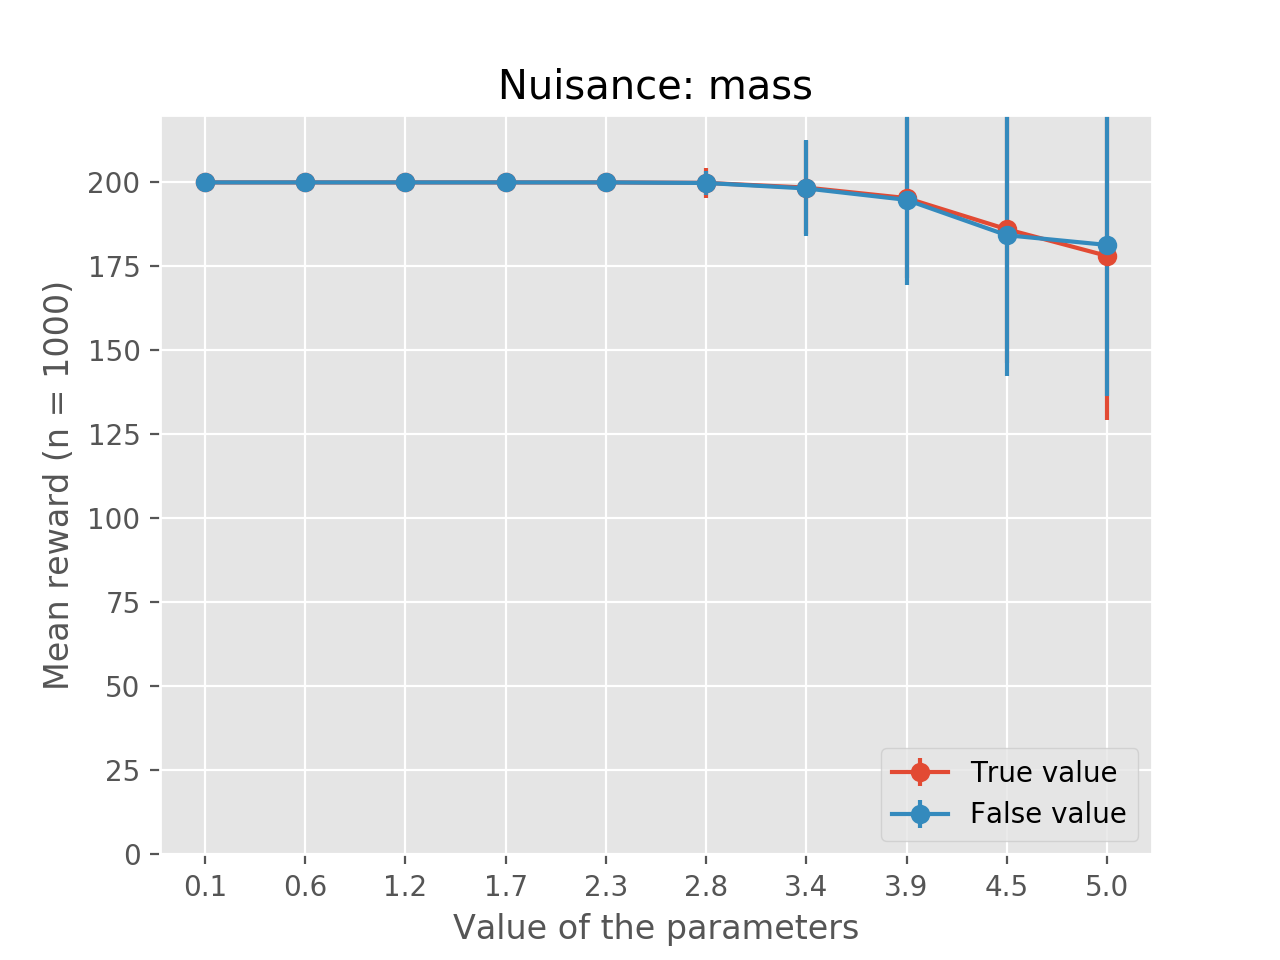 Nuisance: mass
Mean reward (n = 1000)
200
175
150
125
100
75
50
25
0
True value
False value
0.1 0.6 1.2 1.7 2.3 2.8 3.4 3.9 4.5 5.0
Value of the parameters